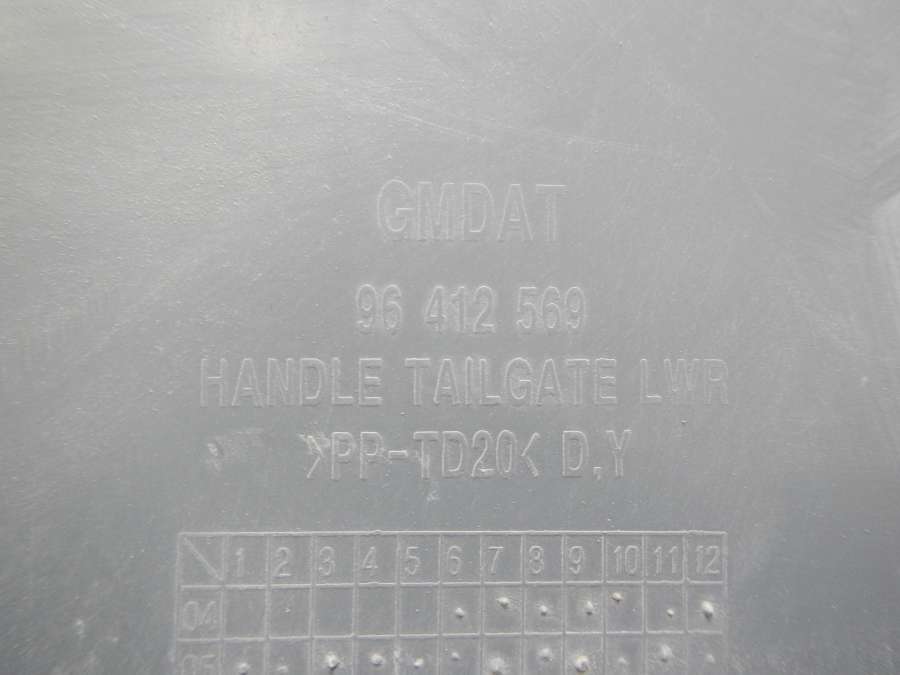 GMDAT
96 412 569
HANDLE TAILGATE LWR
>PP-TD20< D,Y
1 2 3 4 5 6 7 8 9 10 11 12
04
05